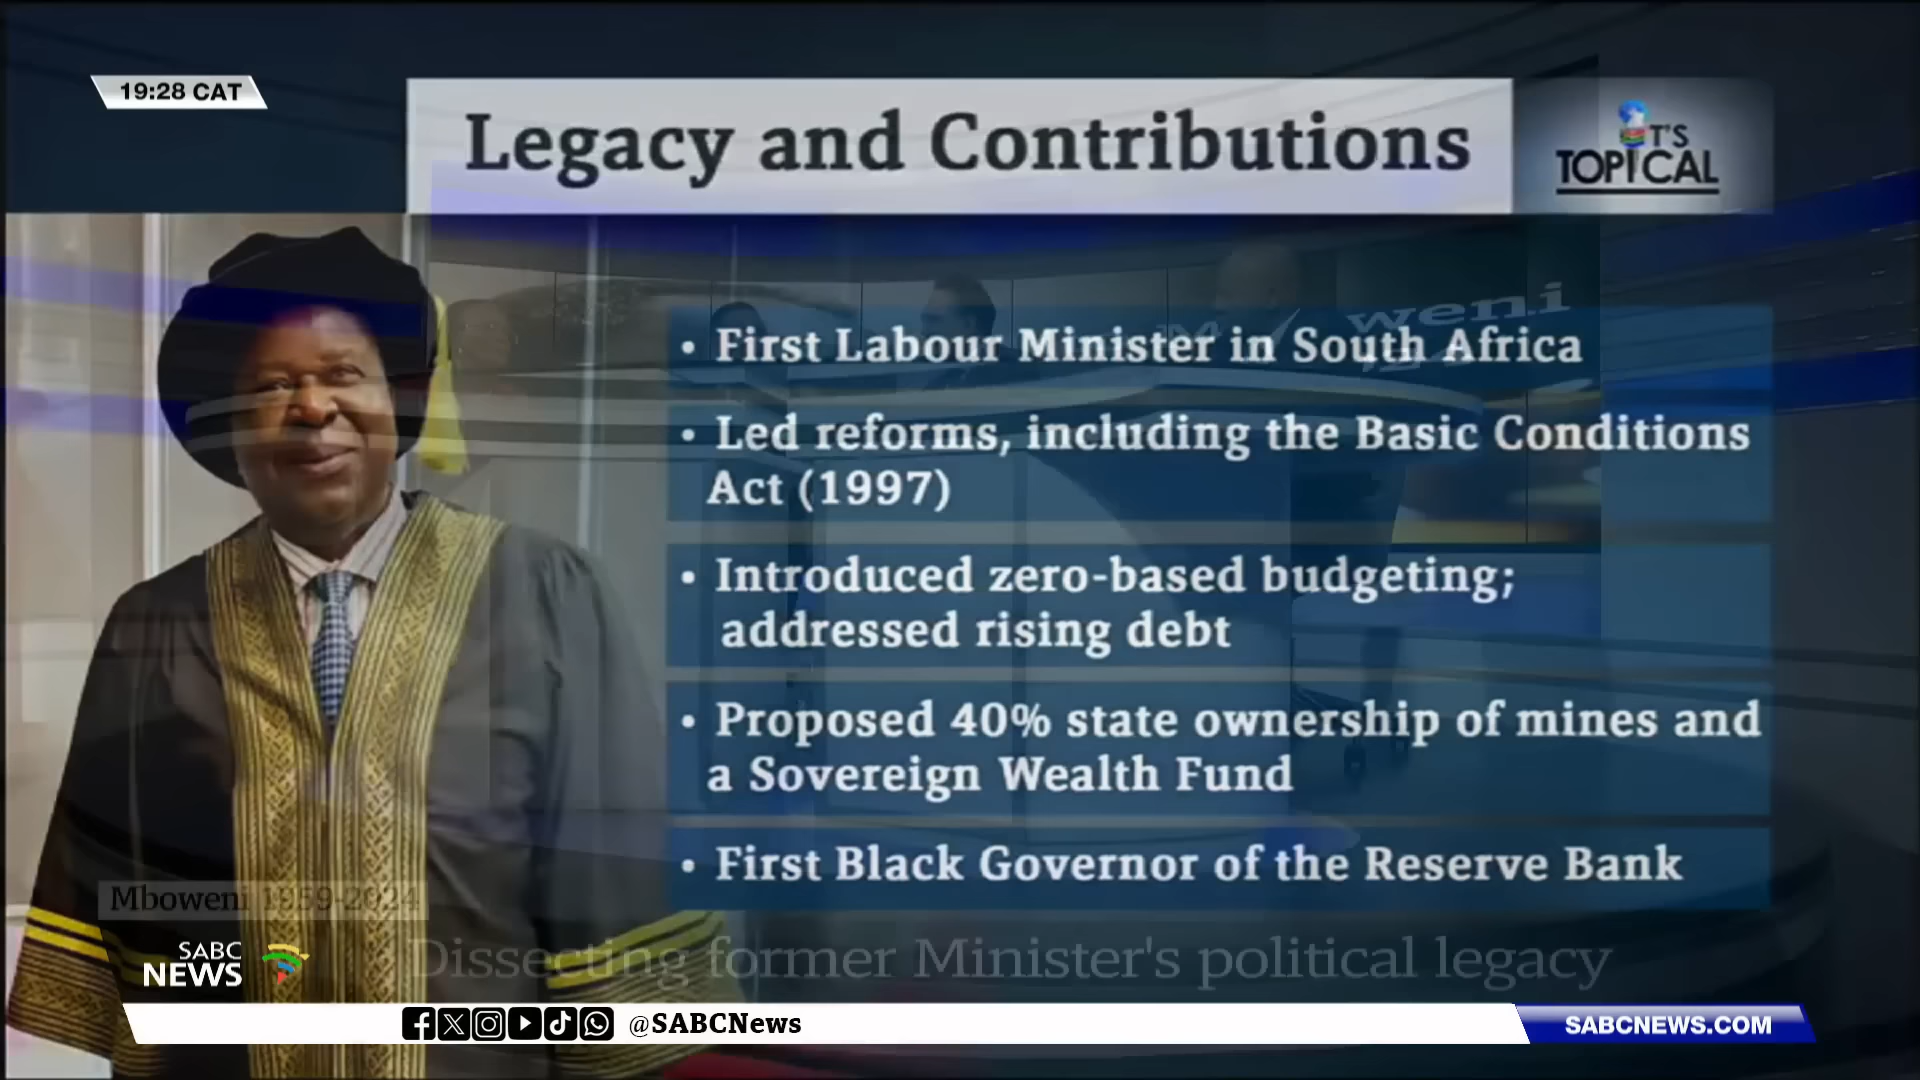 19:28 CAT
Legacy and Contributions
IT'S
TOPICAL
weni
• First Labour Minister in South Africa
• Led reforms, including the Basic Conditions
Act (1997)
• Introduced zero-based budgeting;
addressed rising debt
• Proposed 40% state ownership of mines and
a Sovereign Wealth Fund
• First Black Governor of the Reserve Bank
Mboweni 1959-2024
SABC
NEWS
Dissecting former Minister's political legacy
@SABCNews
SABCNEWS.COM